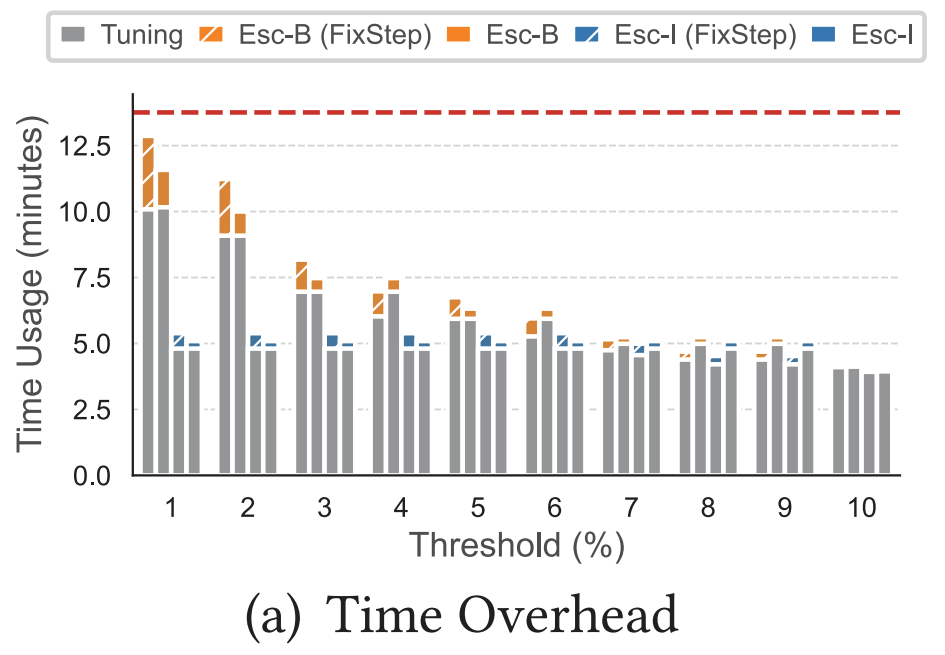 Tuning Esc-B (FixStep) Esc-B Esc-I (FixStep) Esc-I
Time Usage (minutes)
12.5
10.0
7.5
5.0
2.5
0.0
1 2 3 4 5 6 7 8 9 10
Threshold (%)
(a) Time Overhead